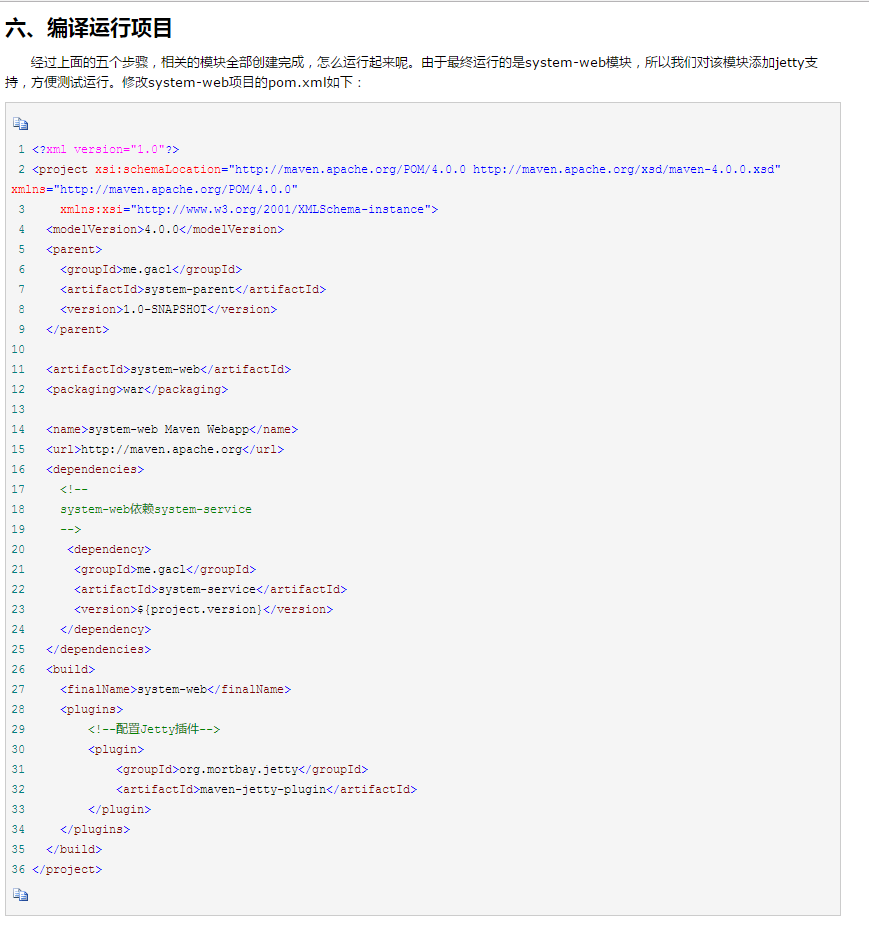 六、编译运行项目
经过上面的五个步骤，相关的模块全部创建完成，怎么运行起来呢。由于最终运行的是system-web模块，所以我们对该模块添加jetty支
持，方便测试运行。修改system-web项目的pom.xml如下：
1 <?xml version="1.0"?>
2 <project xsi:schemaLocation="http://maven.apache.org/POM/4.0.0 http://maven.apache.org/xsd/maven-4.0.0.xsd"
xmlns="http://maven.apache.org/POM/4.0.0"
3     xmlns:xsi="http://www.w3.org/2001/XMLSchema-instance">
4   <modelVersion>4.0.0</modelVersion>
5   <parent>
6     <groupId>me.gacl</groupId>
7     <artifactId>system-parent</artifactId>
8     <version>1.0-SNAPSHOT</version>
9   </parent>
10
11   <artifactId>system-web</artifactId>
12   <packaging>war</packaging>
13
14   <name>system-web Maven Webapp</name>
15   <url>http://maven.apache.org</url>
16   <dependencies>
17     <!--
18     system-web依赖system-service
19     -->
20      <dependency>
21       <groupId>me.gacl</groupId>
22       <artifactId>system-service</artifactId>
23       <version>${project.version}</version>
24     </dependency>
25   </dependencies>
26   <build>
27     <finalName>system-web</finalName>
28     <plugins>
29         <!--配置Jetty插件-->
30         <plugin>
31             <groupId>org.mortbay.jetty</groupId>
32             <artifactId>maven-jetty-plugin</artifactId>
33         </plugin>
34     </plugins>
35   </build>
36 </project>